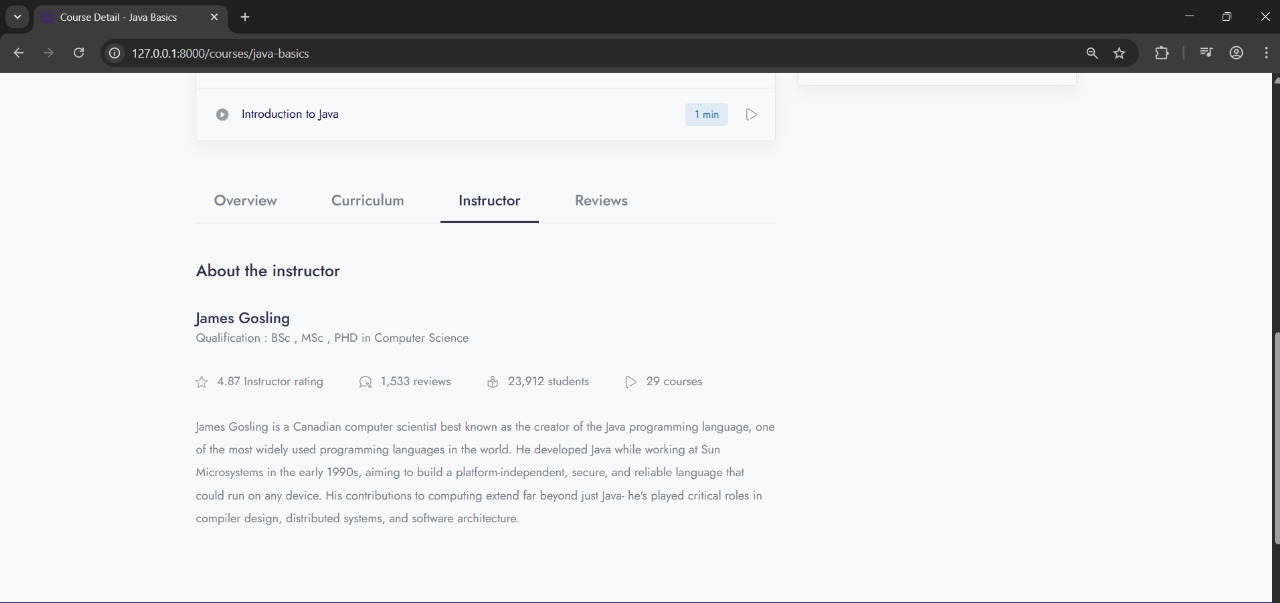 Course Detail - Java Basics
127.0.0.1:8000/courses/java-basics
Introduction to Java 1 min
Overview Curriculum Instructor Reviews
About the instructor
James Gosling
Qualification : BSc , MSc , PHD in Computer Science
4.87 Instructor rating 1,533 reviews 23,912 students 29 courses
James Gosling is a Canadian computer scientist best known as the creator of the Java programming language, one
of the most widely used programming languages in the world. He developed Java while working at Sun
Microsystems in the early 1990s, aiming to build a platform-independent, secure, and reliable language that
could run on any device. His contributions to computing extend far beyond just Java- he's played critical roles in
compiler design, distributed systems, and software architecture.